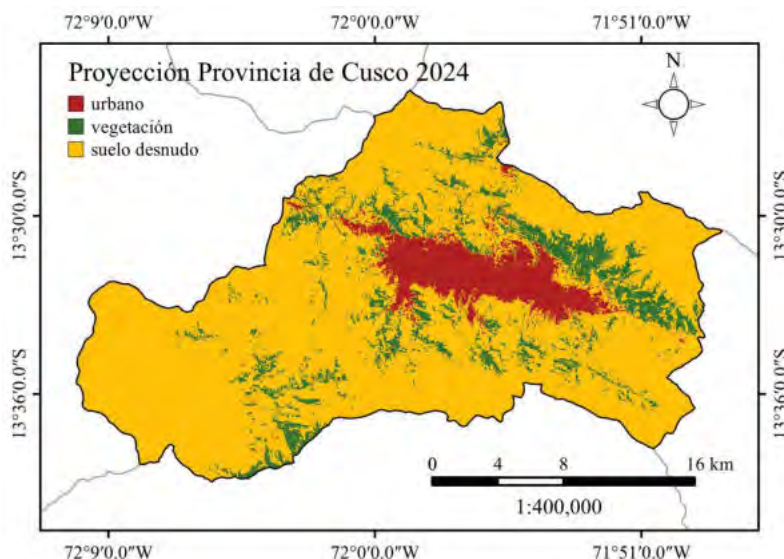 72°9'0.0"W 72°0'0.0"W 71°51'0.0"W
Proyección Provincia de Cusco 2024
N
urbano
vegetación
suelo desnudo
13°30'0.0"S
13°30'0.0"S
13°36'0.0"S
13°36'0.0"S
0 4 8 16 km
1:400,000
72°9'0.0"W 72°0'0.0"W 71°51'0.0"W